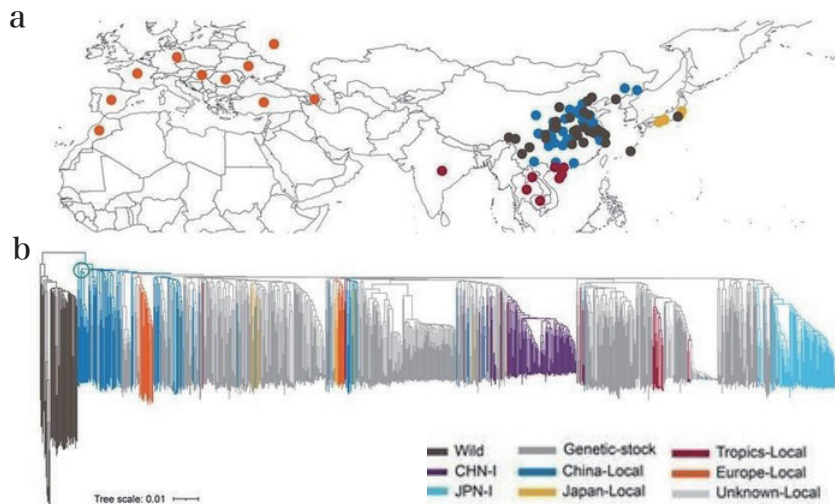 a
b
Wild Genetic-stock Tropics-Local
CHN-I China-Local Europe-Local
JPN-I Japan-Local Unknown-Local
Tree scale: 0.01